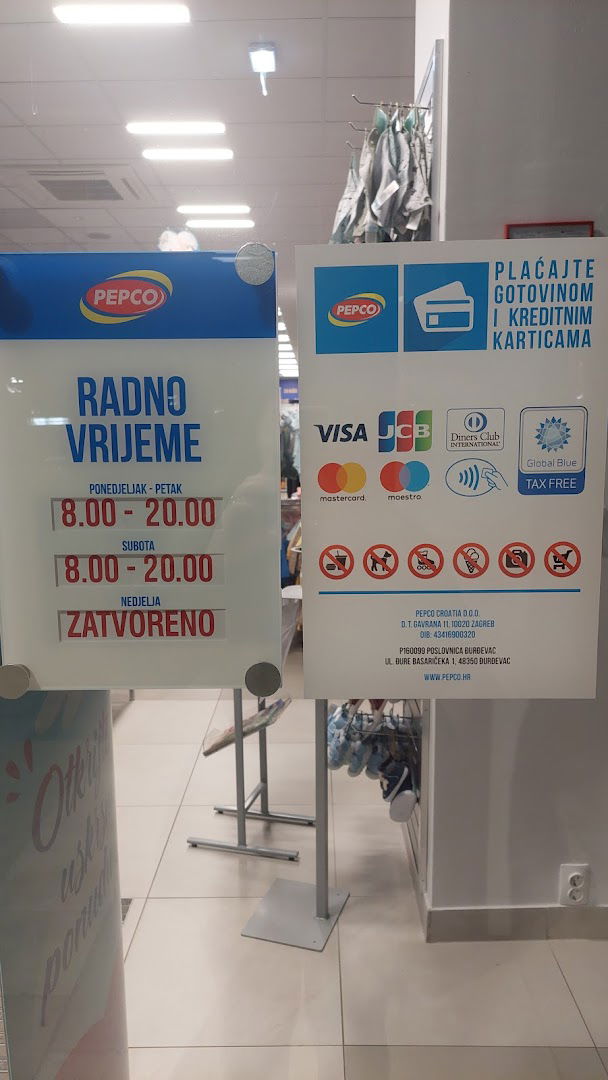 PEPCO
RADNO
VRIJEME
PONEDJELJAK - PETAK
8.00 - 20.00
SUBOTA
8.00 - 20.00
NEDJELJA
ZATVORENO
PEPCO
PLAĆAJTE
GOTOVINOM
I KREDITNIM
KARTICAMA
VISA
JCB
Diners Club
INTERNATIONAL
Global Blue
TAX FREE
mastercard.
maestro.
PEPCO CROATIA D.O.O.
D. T. GAVRANA 11, 10020 ZAGREB
OIB: 43416900320
P160099 POSLOVNICA ĐURĐEVAC
UL. ĐURE BASARIČEKA 1, 48350 ĐURĐEVAC
WWW.PEPCO.HR